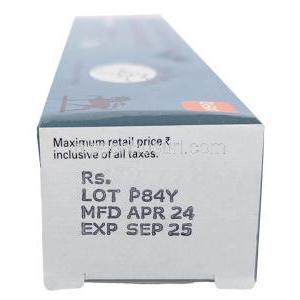 Maximum retail price ₹
inclusive of all taxes.
Rs.
LOT P84Y
MFD APR 24
EXP SEP 25